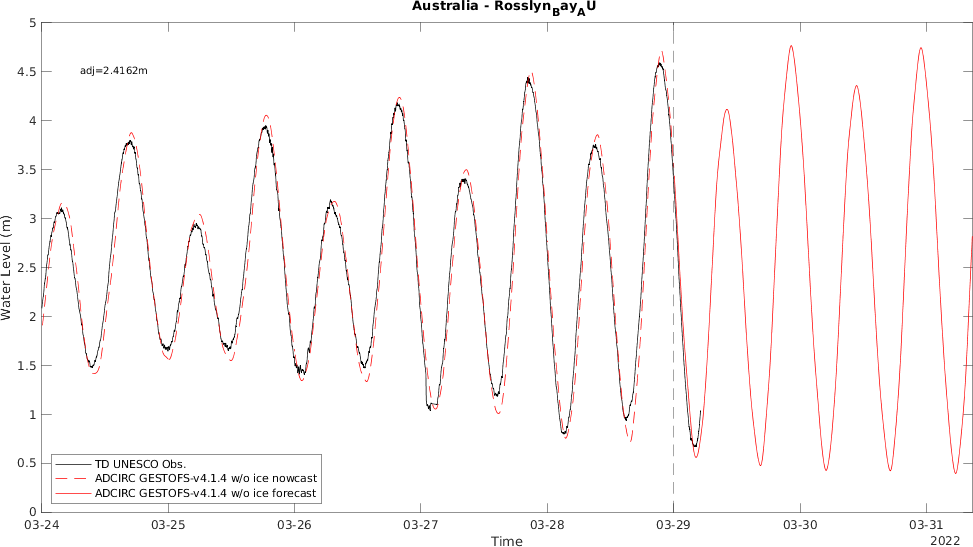 Australia - Rosslyn_Bay_AU
5
4.5
4
3.5
3
2.5
2
1.5
1
0.5
0
Water Level (m)
adj=2.4162m
TD UNESCO Obs.
ADCIRC GESTOFS-v4.1.4 w/o ice nowcast
ADCIRC GESTOFS-v4.1.4 w/o ice forecast
03-24 03-25 03-26 03-27 03-28 03-29 03-30 03-31
Time
2022